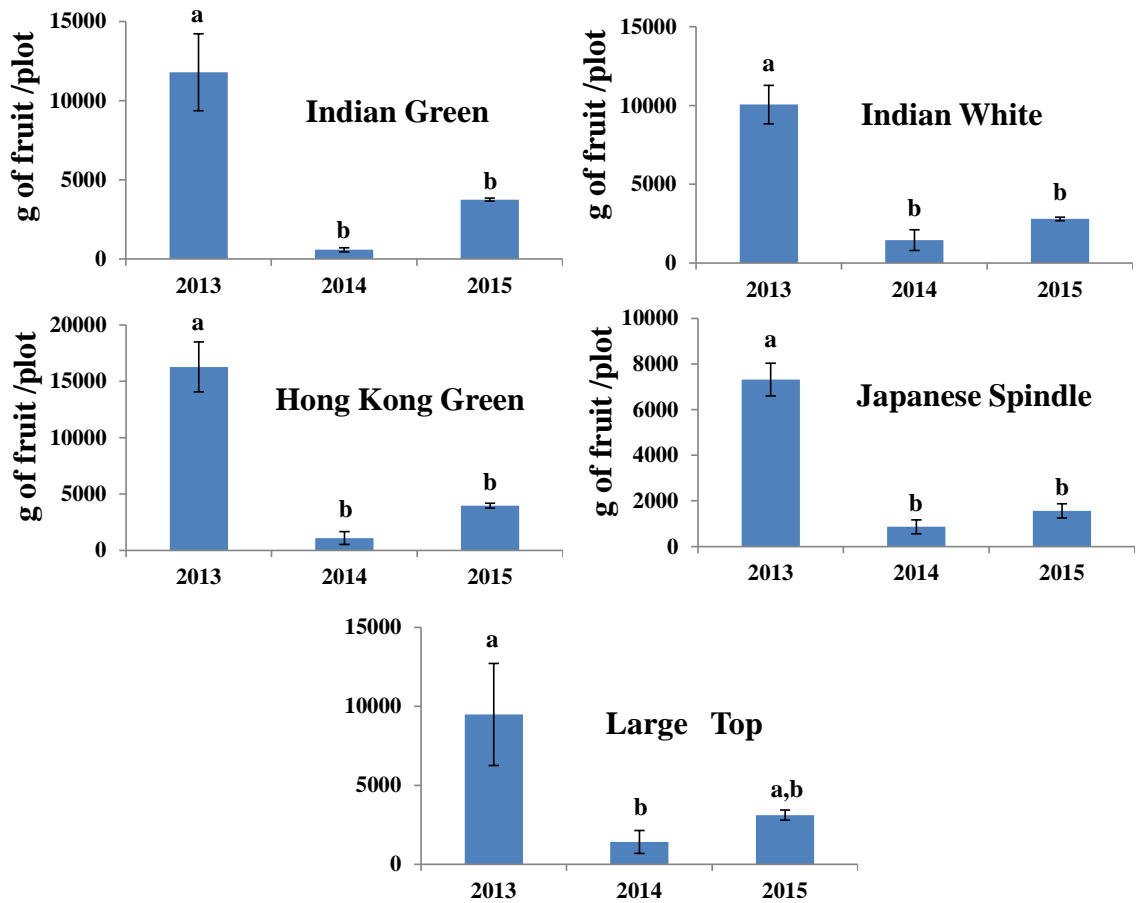 15000
a
10000
Indian Green
5000
b
b
0
2013
2014
2015
g of fruit /plot
15000
a
10000
Indian White
5000
b
b
0
2013
2014
2015
g of fruit /plot
20000
a
15000
Hong Kong Green
10000
5000
b
b
0
2013
2014
2015
g of fruit /plot
10000
a
8000
Japanese Spindle
6000
4000
2000
b
b
0
2013
2014
2015
g of fruit /plot
15000
a
10000
Large Top
5000
b
a,b
0
2013
2014
2015